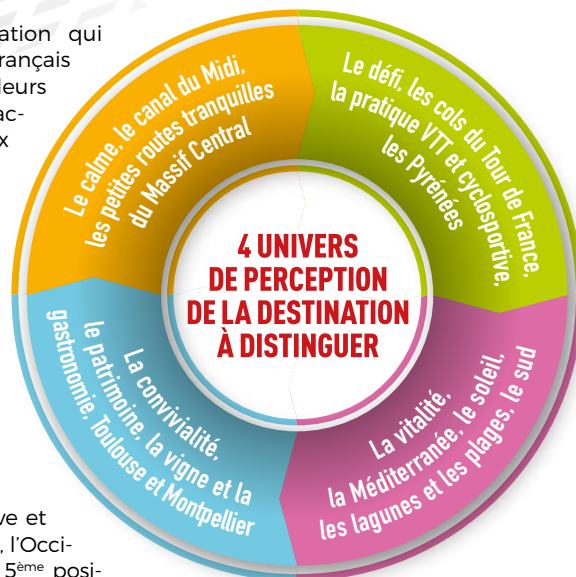 ation qui
rançais
leurs
ac-
x
Le calme, le canal du Midi,
les petites routes tranquilles
du Massif Central
Le défi, les cols du Tour de France,
la pratique VTT et cyclosportive,
les Pyrénées
4 UNIVERS
DE PERCEPTION
DE LA DESTINATION
À DISTINGUER
La convivialité,
le patrimoine, la vigne et la
gastronomie, Toulouse et Montpellier
La vitalité,
la Méditerranée, le soleil,
les lagunes et les plages, le sud
ve et
, l'Occi-
5ème posi-